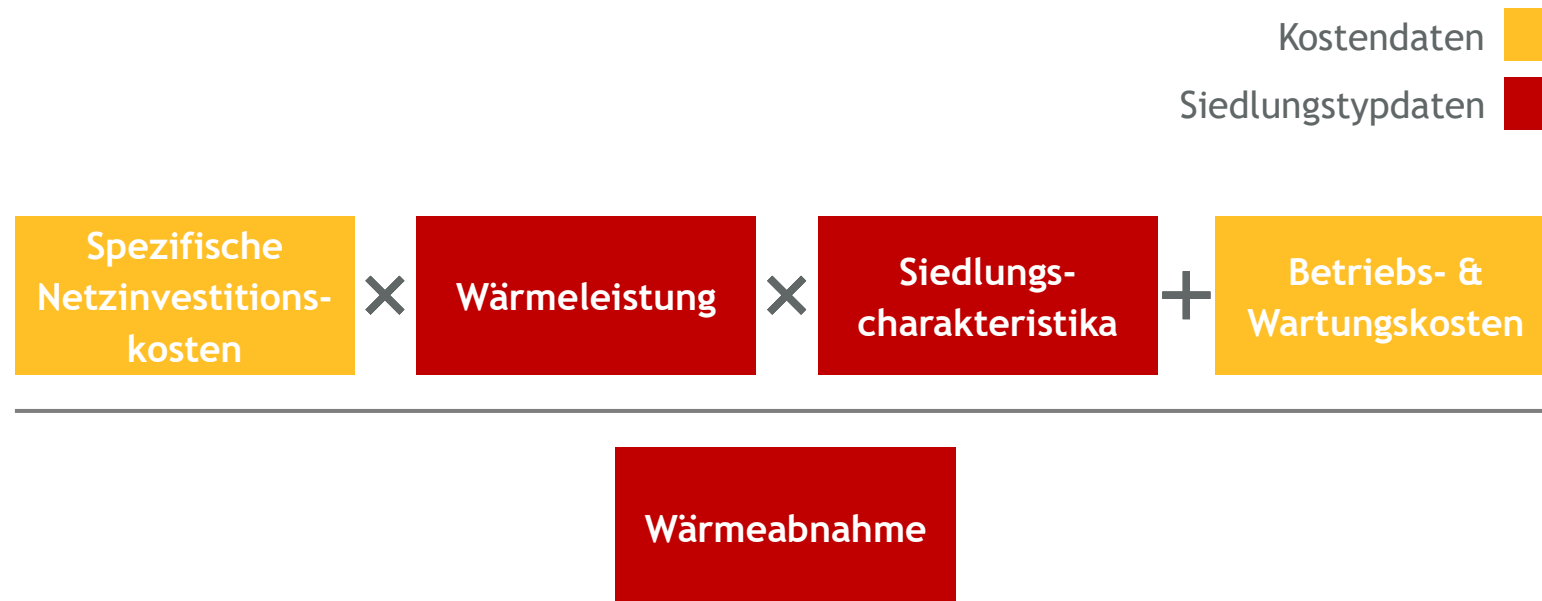 Kostendaten
Siedlungstypdaten
Spezifische
Netzinvestitions-
kosten
×
Wärmeleistung
×
Siedlungs-
charakteristika
+
Betriebs- &
Wartungskosten
Wärmeabnahme